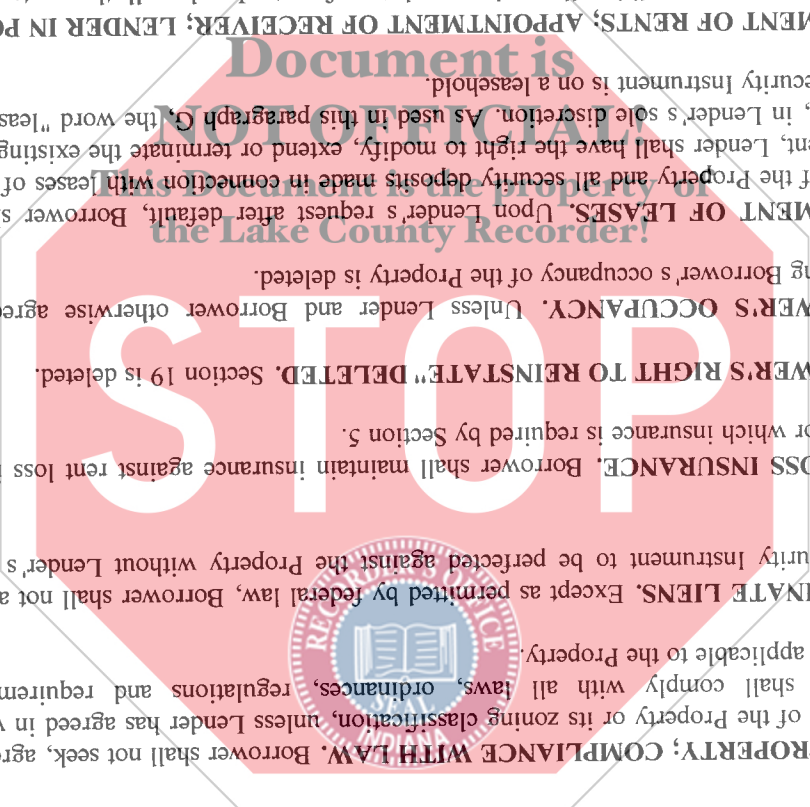 Document is
NOT OFFICIAL!
This Document is the property of
the Lake County Recorder!
STOP
RECORDER'S OFFICE
SEAL
INDIANA
ROPERTY; COMPLIANCE WITH LAW. Borrower shall not seek, agre
of the Property or its zoning classification, unless Lender has agreed in
shall comply with all laws, ordinances, regulations and requirem
applicable to the Property.
NATE LIENS. Except as permitted by federal law, Borrower shall not a
urity Instrument to be perfected against the Property without Lender's
OSS INSURANCE. Borrower shall maintain insurance against rent loss
or which insurance is required by Section 5.
WER'S RIGHT TO REINSTATE" DELETED. Section 19 is deleted.
WER'S OCCUPANCY. Unless Lender and Borrower otherwise agre
ng Borrower's occupancy of the Property is deleted.
MENT OF LEASES. Upon Lender's request after default, Borrower s
f the Property and all security deposits made in connection with leases of
ent, Lender shall have the right to modify, extend or terminate the existing
, in Lender's sole discretion. As used in this paragraph G, the word "leas
ecurity Instrument is on a leasehold.
MENT OF RENTS; APPOINTMENT OF RECEIVER; LENDER IN PO